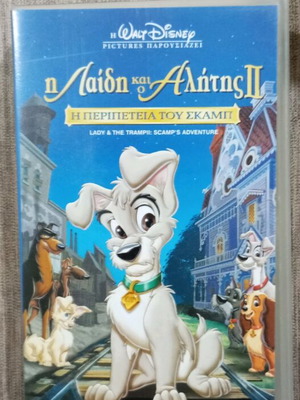 Η WALT DISNEY
PICTURES ΠΑΡΟΥΣΙΑΖΕΙ
η Λαίδη και ο Αλήτης II
Η ΠΕΡΙΠΕΤΕΙΑ ΤΟΥ ΣΚΑΜΠ
LADY & THE TRAMP II: SCAMP'S ADVENTURE